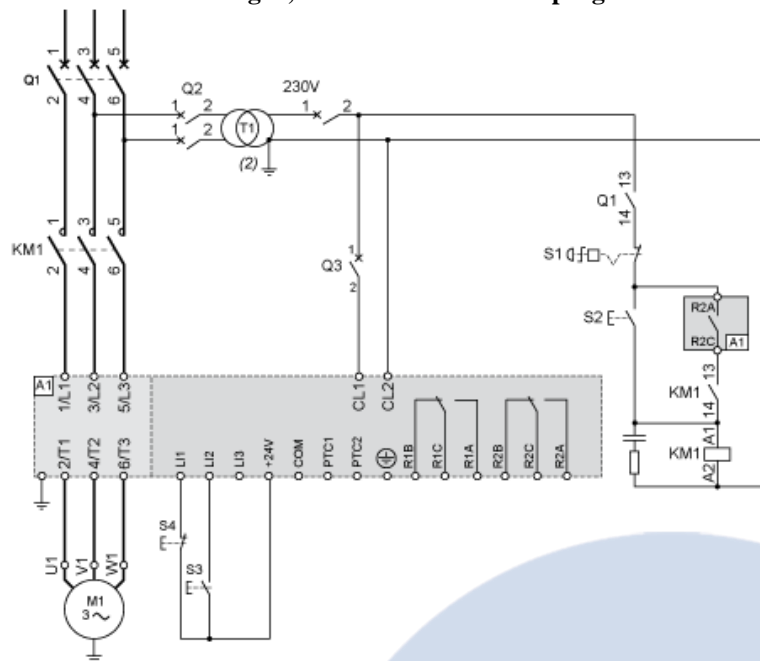 1 3 5
Q1
2 4 6
Q2
1 2
1 2
T1
(2)
230V
1 2
13
Q1
14
1 3 5
KM1
2 4 6
1
Q3
2
S1
S2
R2A
R2C
A1
13
KM1
14
A1
KM1
A2
A1
1/L1 3/L2 5/L3
CL1 CL2
2/T1 4/T2 6/T3
LI1 LI2 LI3 +24V COM PTC1 PTC2 R1B R1C R1A R2B R2C R2A
S4
S3
U1 V1 W1
M1
3